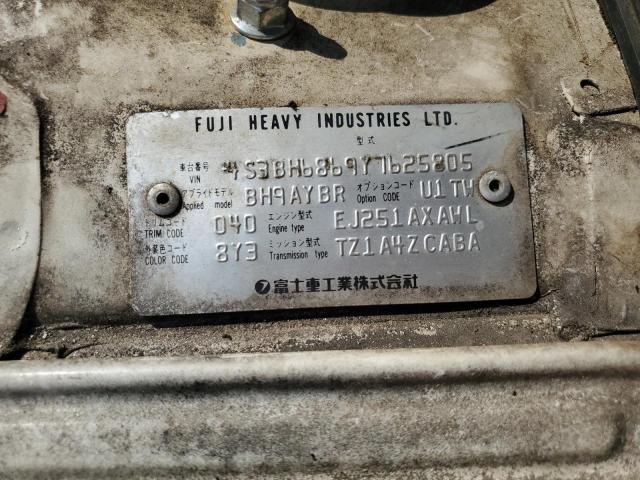 FUJI HEAVY INDUSTRIES LTD.
型式
車台番号 VIN 4S3BH6869Y7625805
アプライドモデル Applied model BH9AYBR オプションコード Option CODE U1TW
トリムコード TRIM CODE 040 エンジン型式 Engine type EJ251AXAWL
外装色コード COLOR CODE 8Y3 ミッション型式 Transmission type TZ1A4ZCABA
富士重工業株式会社